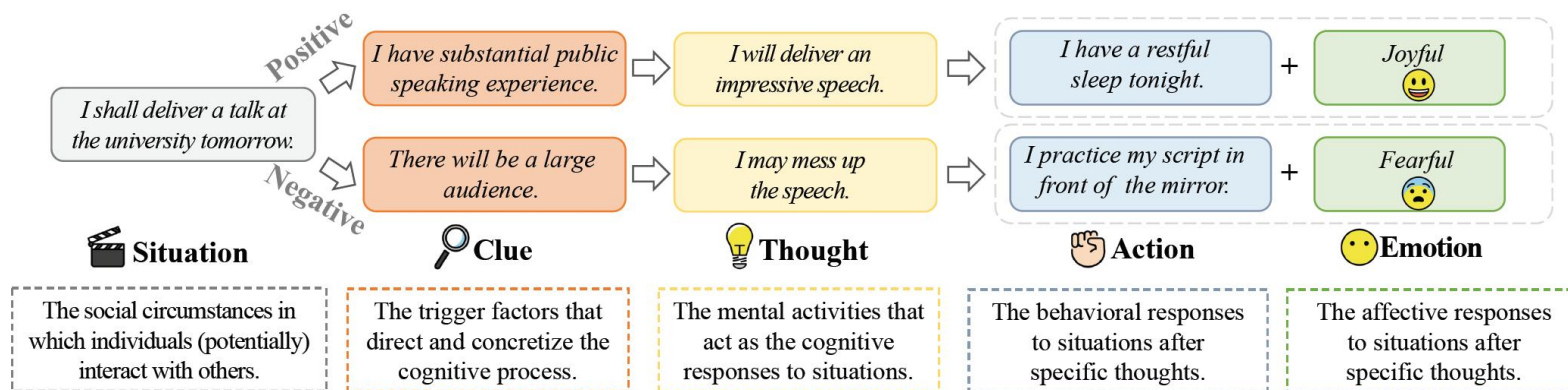 Positive
I have substantial public
speaking experience.
I will deliver an
impressive speech.
I have a restful
sleep tonight.
+
Joyful
I shall deliver a talk at
the university tomorrow.
Negative
There will be a large
audience.
I may mess up
the speech.
I practice my script in
front of the mirror.
+
Fearful
Situation
Clue
Thought
Action
Emotion
The social circumstances in
which individuals (potentially)
interact with others.
The trigger factors that
direct and concretize the
cognitive process.
The mental activities that
act as the cognitive
responses to situations.
The behavioral responses
to situations after
specific thoughts.
The affective responses
to situations after
specific thoughts.